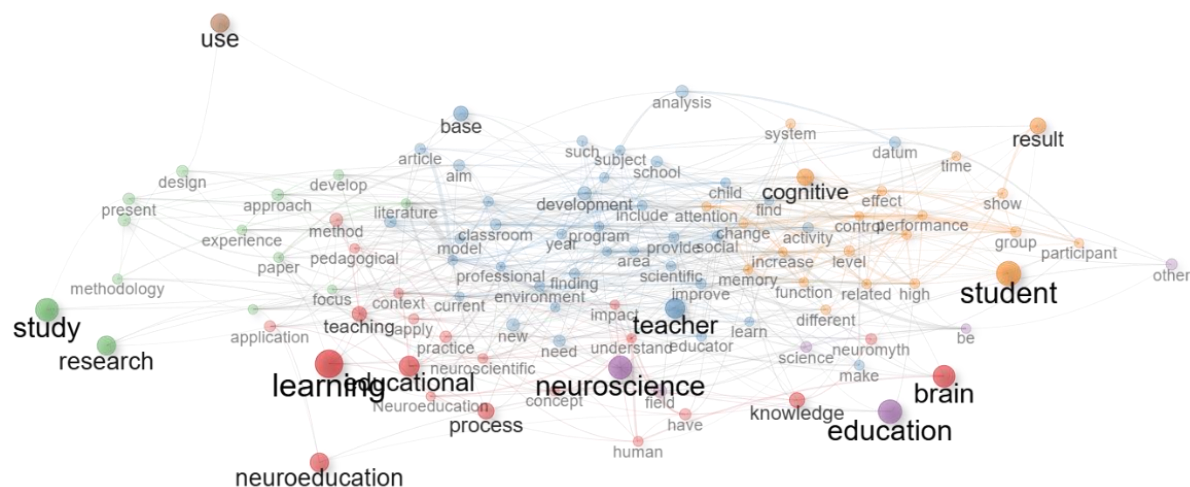 use
analysis
base
system
result
article
such
subject
datum
time
aim
school
design
develop
child
cognitive
effect
show
present
approach
development
find
literature
include
attention
method
classroom
program
change
control
performance
experience
year
provide
social
activity
group
model
area
participant
pedagogical
paper
professional
scientific
increase
level
other
finding
memory
methodology
environment
improve
function
related
high
student
focus
context
current
impact
study
teaching
apply
new
teacher
learn
different
be
application
practice
need
understand
educator
science
neuromyth
research
neuroscientific
make
learning
educational
neuroscience
brain
Neuroeducation
concept
field
knowledge
process
have
education
human
neuroeducation